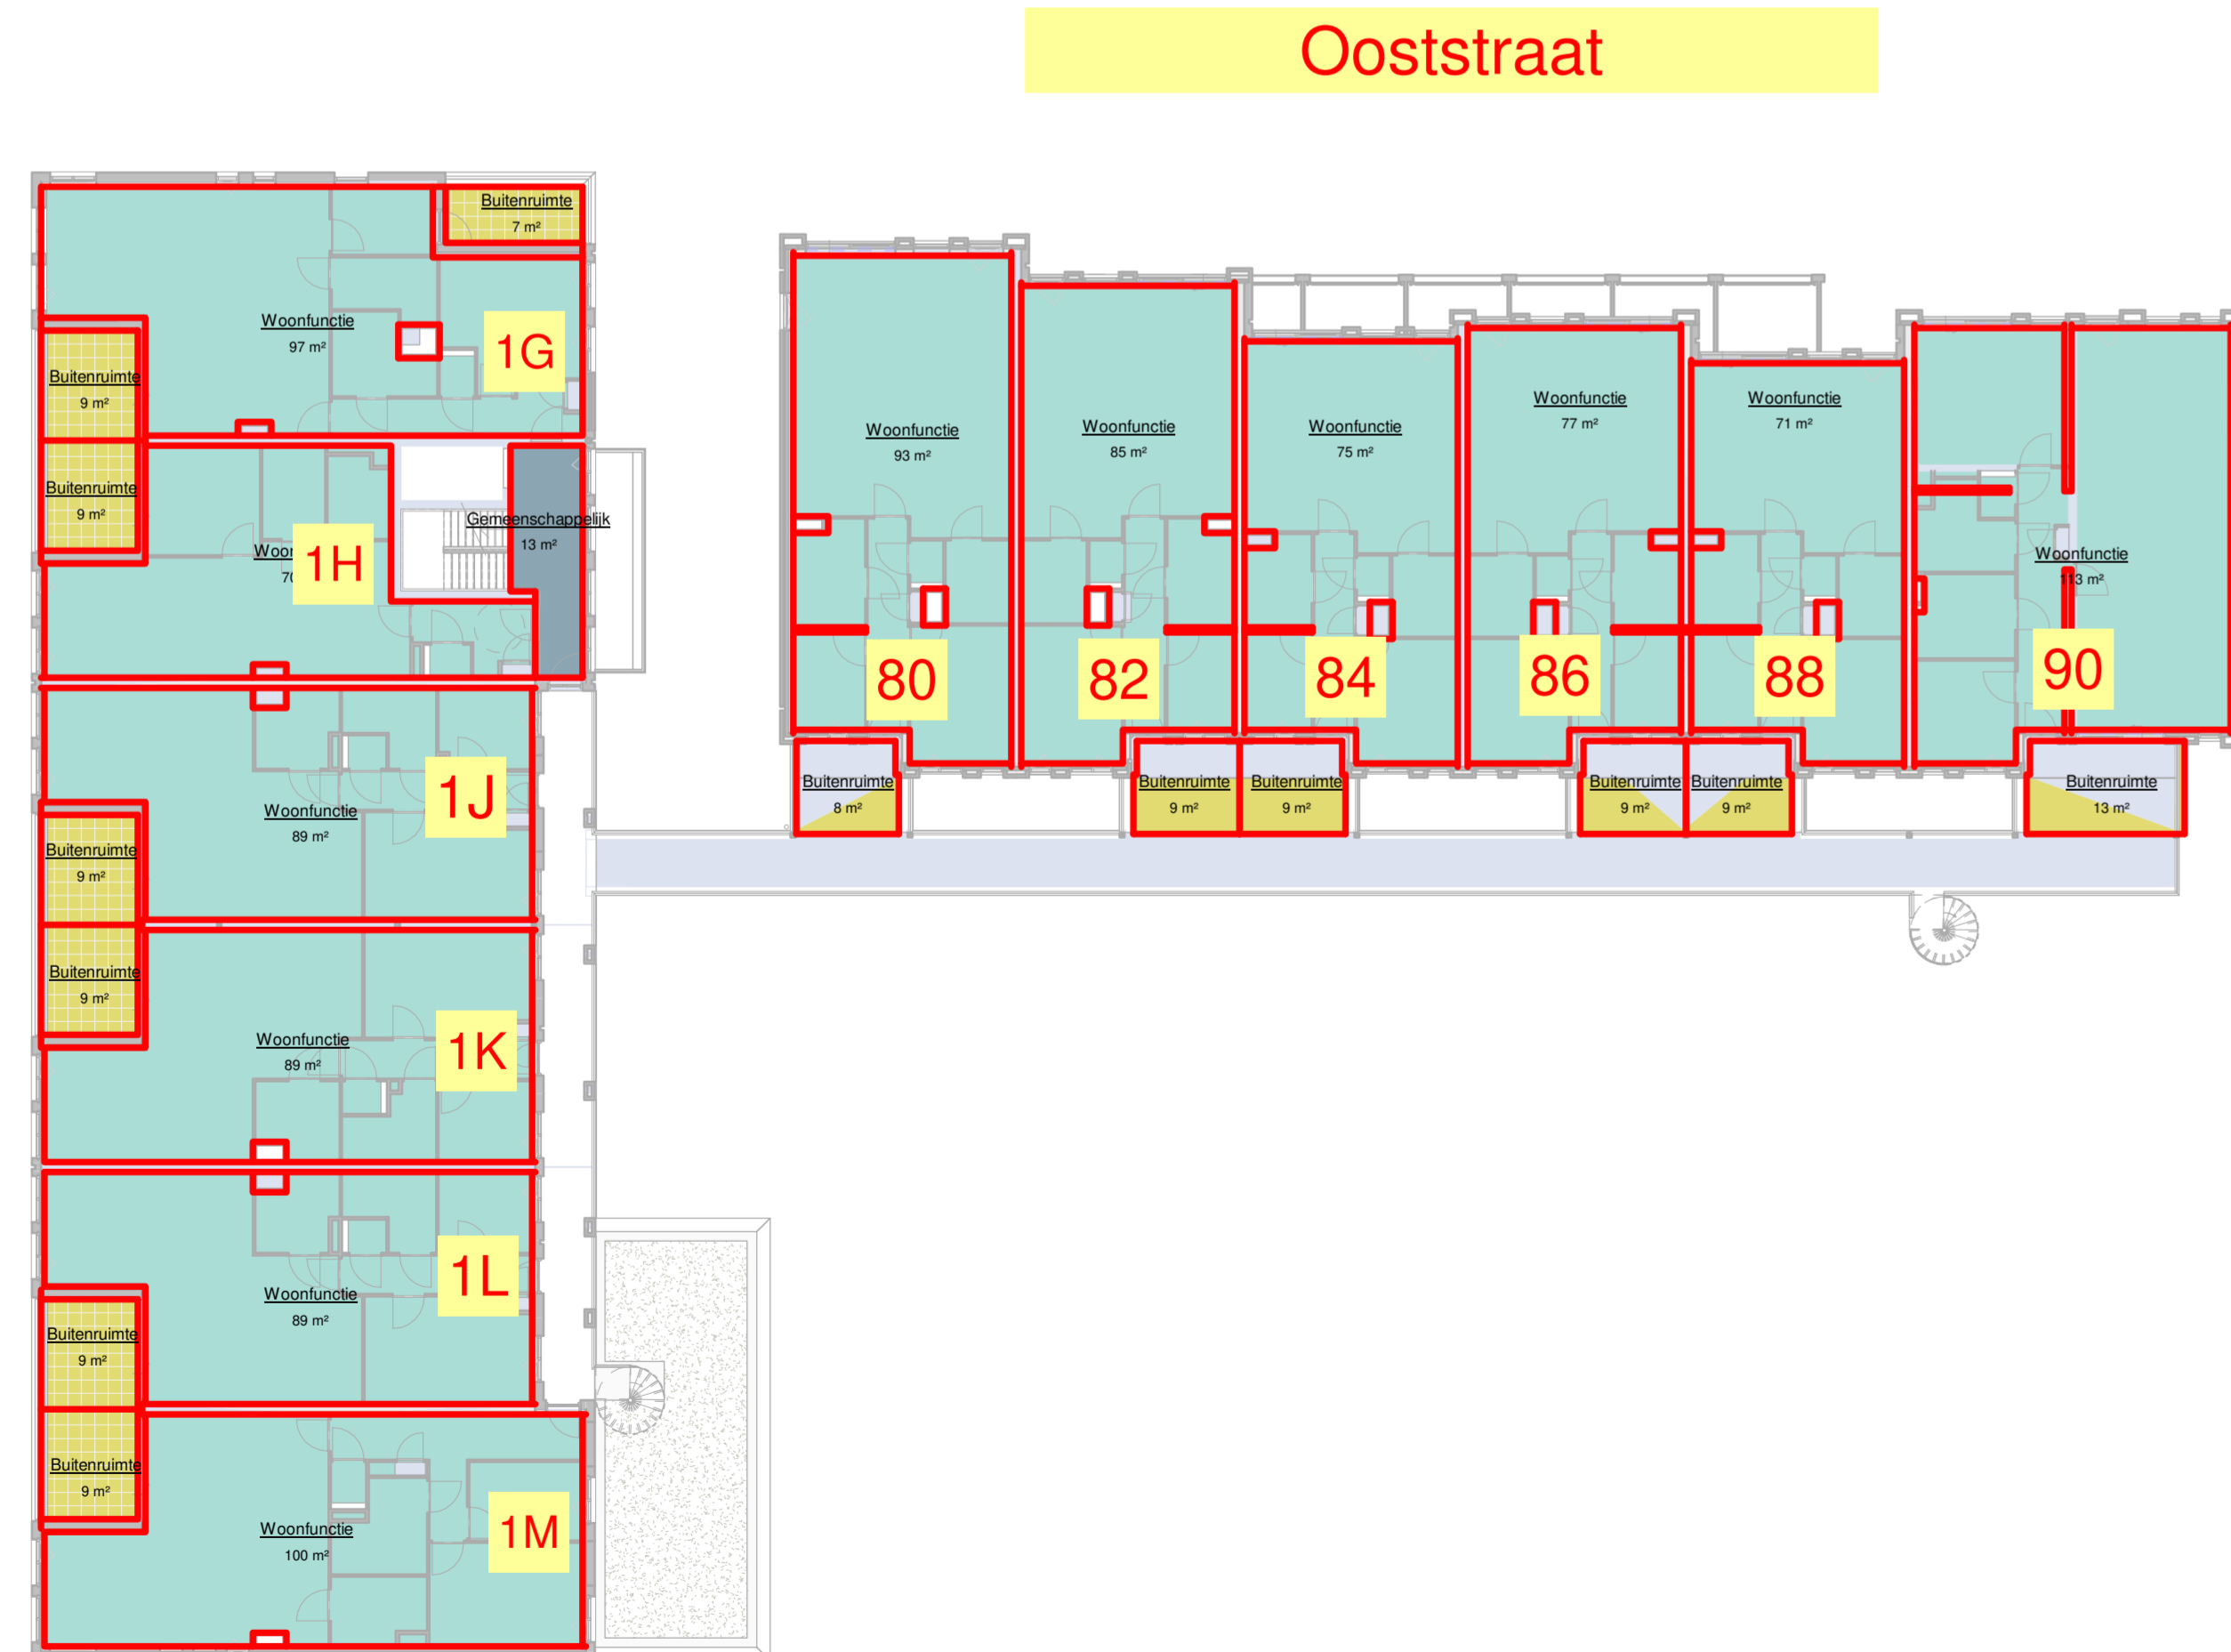 Ooststraat
Buitenruimte
7 m²
Woonfunctie
97 m²
1G
Buitenruimte
9 m²
Buitenruimte
9 m²
Gemeenschappelijk
13 m²
1H
Woonfunctie
93 m²
80
Woonfunctie
85 m²
82
Woonfunctie
75 m²
84
Woonfunctie
77 m²
86
Woonfunctie
71 m²
88
Woonfunctie
113 m²
90
Buitenruimte
8 m²
Buitenruimte
9 m²
Buitenruimte
9 m²
Buitenruimte
9 m²
Buitenruimte
9 m²
Buitenruimte
13 m²
1J
Woonfunctie
89 m²
Buitenruimte
9 m²
Buitenruimte
9 m²
Woonfunctie
89 m²
1K
1L
Woonfunctie
89 m²
Buitenruimte
9 m²
Buitenruimte
9 m²
Woonfunctie
100 m²
1M